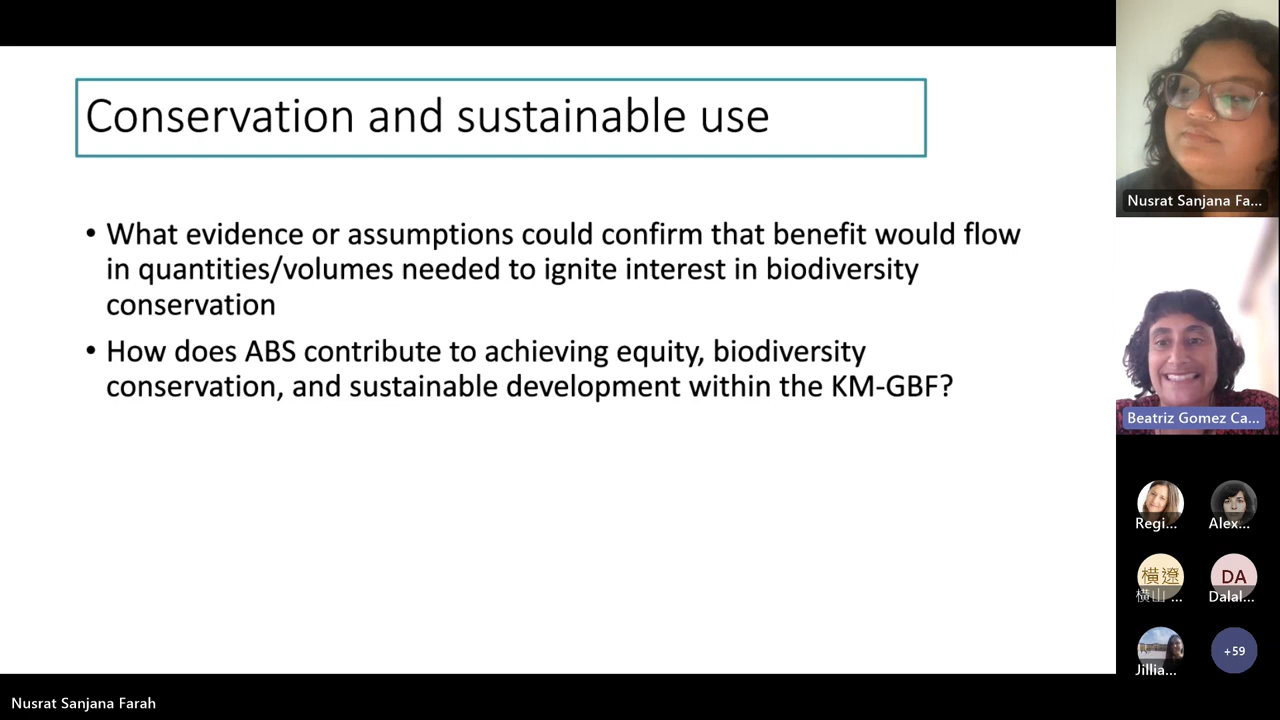 Conservation and sustainable use
• What evidence or assumptions could confirm that benefit would flow
in quantities/volumes needed to ignite interest in biodiversity
conservation
• How does ABS contribute to achieving equity, biodiversity
conservation, and sustainable development within the KM-GBF?
Nusrat Sanjana Fa...
Beatriz Gomez Ca...
Regi...
Alex...
横遼
横山 ...
DA
Dalal...
Jillia...
+59
Nusrat Sanjana Farah